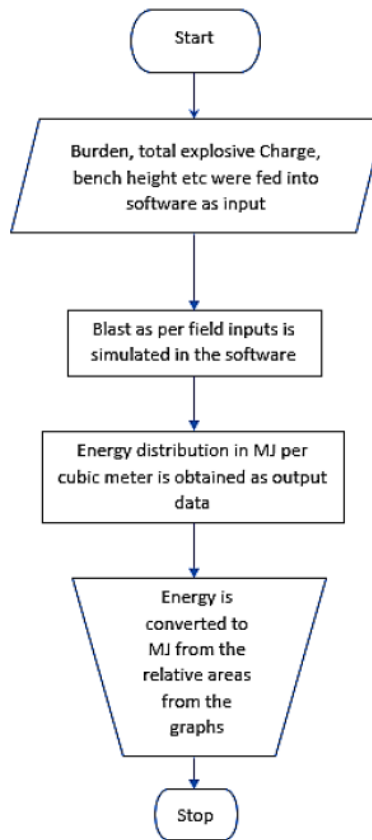 Start
Burden, total explosive Charge,
bench height etc were fed into
software as input
Blast as per field inputs is
simulated in the software
Energy distribution in MJ per
cubic meter is obtained as output
data
Energy is
converted to
MJ from the
relative areas
from the
graphs
Stop